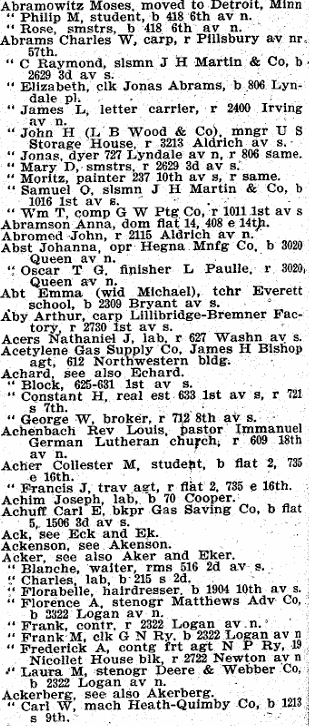 Abramowitz Moses, moved to Detroit, Minn
" Philip M, student, b 418 6th av n.
" Rose, smstrs, b 418 6th av n.
Abrams Charles W, carp, r Pillsbury av nr
57th.
" C Raymond, slsmn J H Martin & Co, b
2629 3d av s.
" Elizabeth, clk Jonas Abrams, b 806 Lyn-
dale pl.
" James L, letter carrier, r 2400 Irving
av n.
" John H (L B Wood & Co), mngr U S
Storage House, r 3213 Aldrich av s.
" Jonas, dyer 727 Lyndale av n, r 806 same.
" Mary D, smstrs, r 2629 3d av s.
" Moritz, painter 237 10th av s, r same.
" Samuel O, slsmn J H Martin & Co, b
1016 1st av s.
" Wm T, comp G W Ptg Co, r 1011 1st av s
Abramson Anna, dom flat 14, 408 e 14th.
Abromed John, r 2115 Aldrich av n.
Abst Johanna, opr Hegna Mnfg Co, b 3020
Queen av n.
" Oscar T G, finisher L Paulle, r 3020
Queen av n.
Abt Emma (wid Michael), tchr Everett
school, b 2309 Bryant av s.
Aby Arthur, carp Lillibridge-Bremner Fac-
tory, r 2730 1st av s.
Acers Nathaniel J, lab, r 627 Washn av s.
Acetylene Gas Supply Co, James H Bishop
agt, 612 Northwestern bldg.
Achard, see also Echard.
" Block, 625-631 1st av s.
" Constant H, real est 633 1st av s, r 721
s 7th.
" George W, broker, r 712 8th av s.
Achenbach Rev Louis, pastor Immanuel
German Lutheran church, r 609 18th
av n.
Acher Collester M, student, b flat 2, 735
e 16th.
" Francis J, trav agt, r flat 2, 735 e 16th.
Achim Joseph, lab, b 70 Cooper.
Achuff Carl E, bkpr Gas Saving Co, b flat
5, 1506 3d av s.
Ack, see Eck and Ek.
Ackenson, see Akenson.
Acker, see also Aker and Eker.
" Blanche, waiter, rms 516 2d av s.
" Charles, lab, b 215 s 2d.
" Florabelle, hairdresser, b 1904 10th av s
" Florence A, stenogr Matthews Adv Co,
b 2322 Logan av n.
" Frank, contr, r 2322 Logan av n.
" Frank M, clk G N Ry, b 2322 Logan av n
" Frederick A, contg frt agt N P Ry, 19
Nicollet House blk, r 2722 Newton av n
" Laura M, stenogr Deere & Webber Co,
b 2322 Logan av n.
Ackerberg, see also Akerberg.
" Carl W, mach Heath-Quimby Co, b 1213
s 9th.